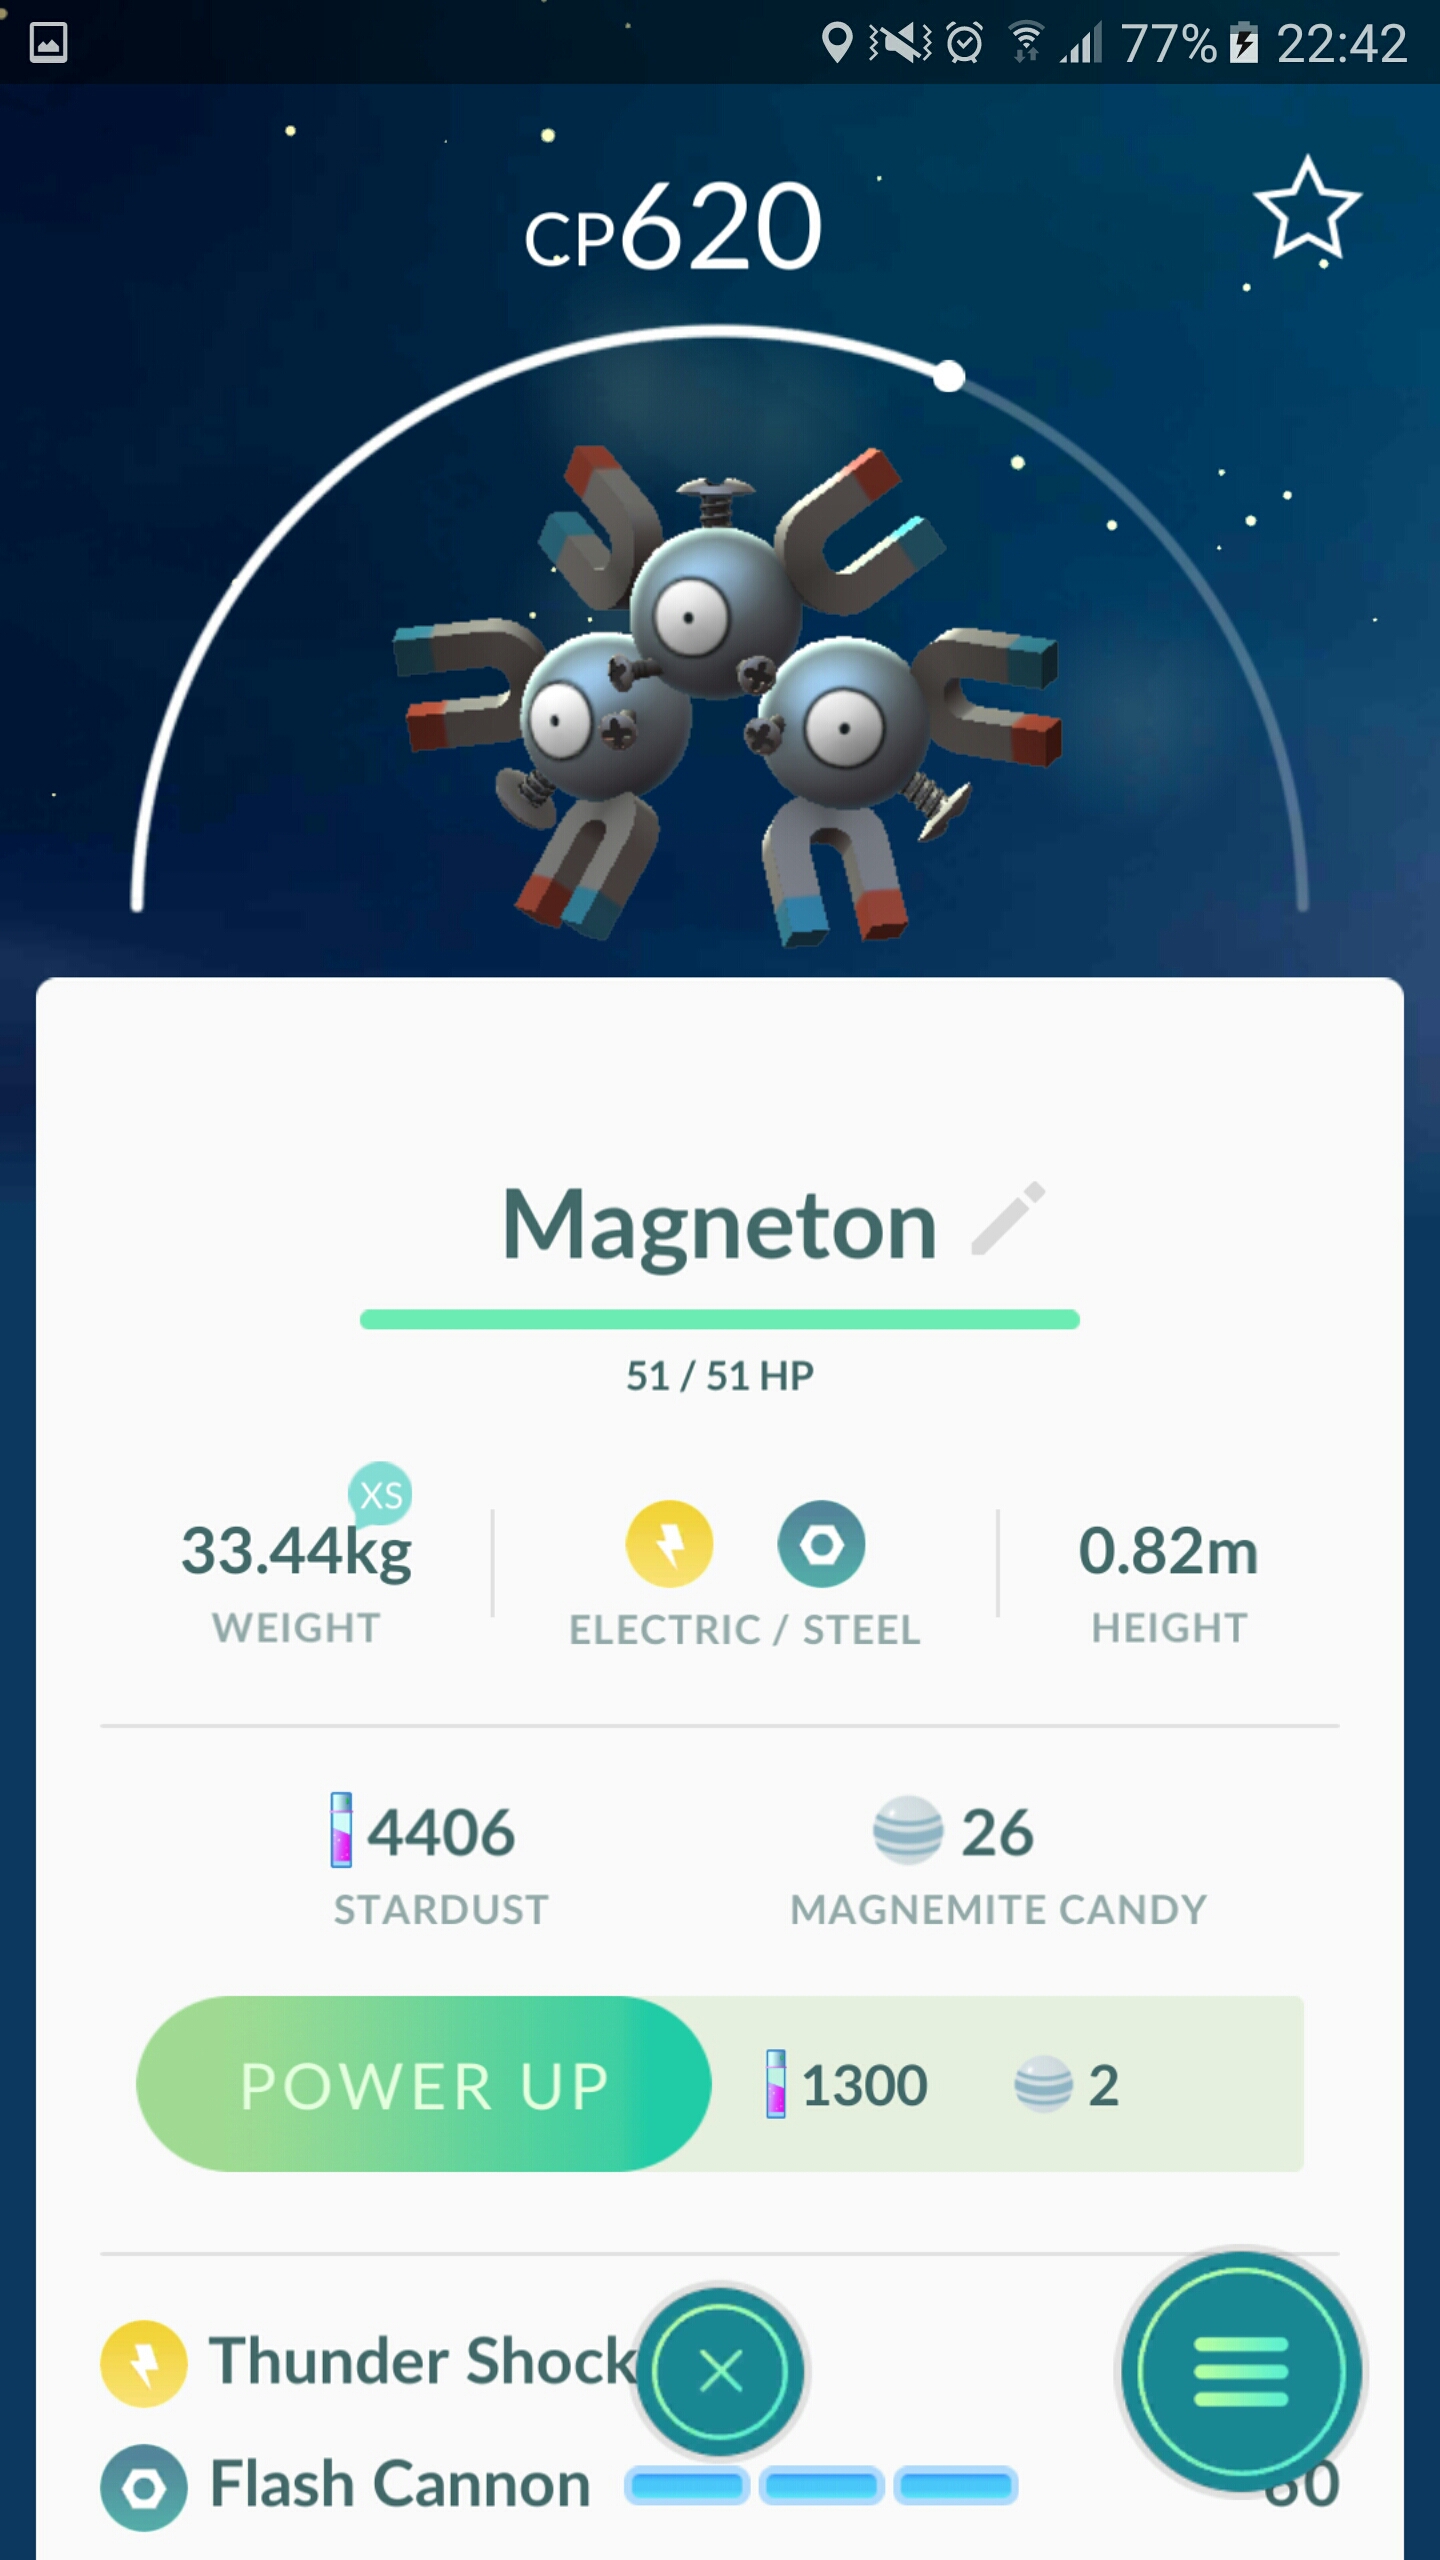 77% 22:42
CP620
Magneton
51 / 51 HP
XS
33.44kg
WEIGHT
ELECTRIC / STEEL
0.82m
HEIGHT
4406
STARDUST
26
MAGNEMITE CANDY
POWER UP 1300 2
Thunder Shock
Flash Cannon